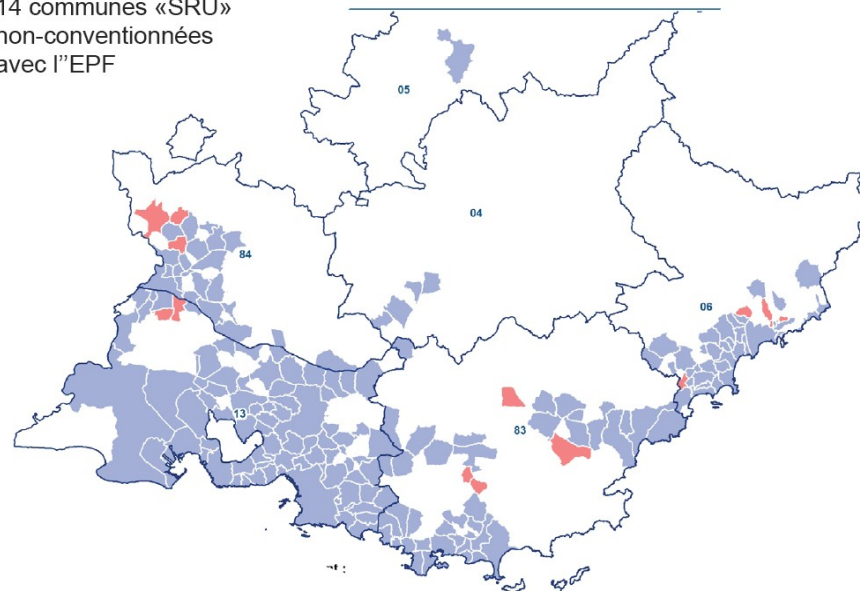 14 communes «SRU»
non-conventionnées
avec l’’EPF
05
04
84
06
13
83